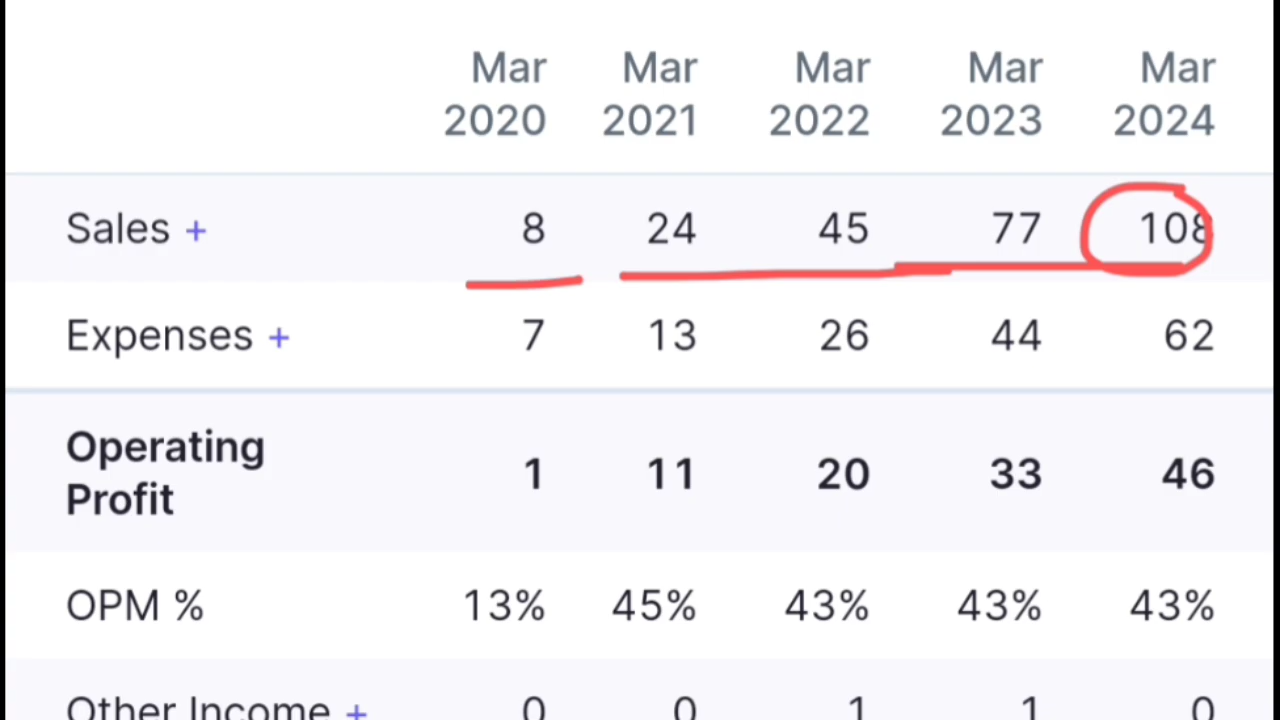 Mar 2020 Mar 2021 Mar 2022 Mar 2023 Mar 2024
Sales + 8 24 45 77 108
Expenses + 7 13 26 44 62
Operating Profit 1 11 20 33 46
OPM % 13% 45% 43% 43% 43%
Other Income + 0 0 1 1 0